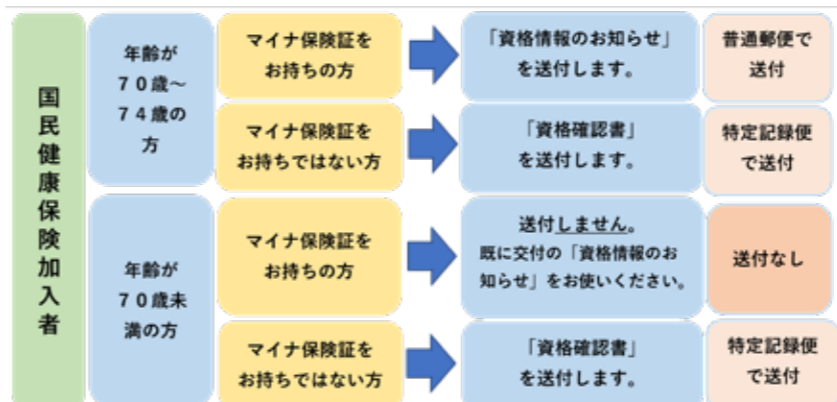 国民健康保険加入者
年齢が
７０歳～
７４歳の
方
マイナ保険証を
お持ちの方
「資格情報のお知らせ」
を送付します。
普通郵便で
送付
マイナ保険証を
お持ちではない方
「資格確認書」
を送付します。
特定記録便
で送付
年齢が
７０歳未
満の方
マイナ保険証を
お持ちの方
送付しません。
既に交付の「資格情報のお
知らせ」をお使いください。
送付なし
マイナ保険証を
お持ちではない方
「資格確認書」
を送付します。
特定記録便
で送付